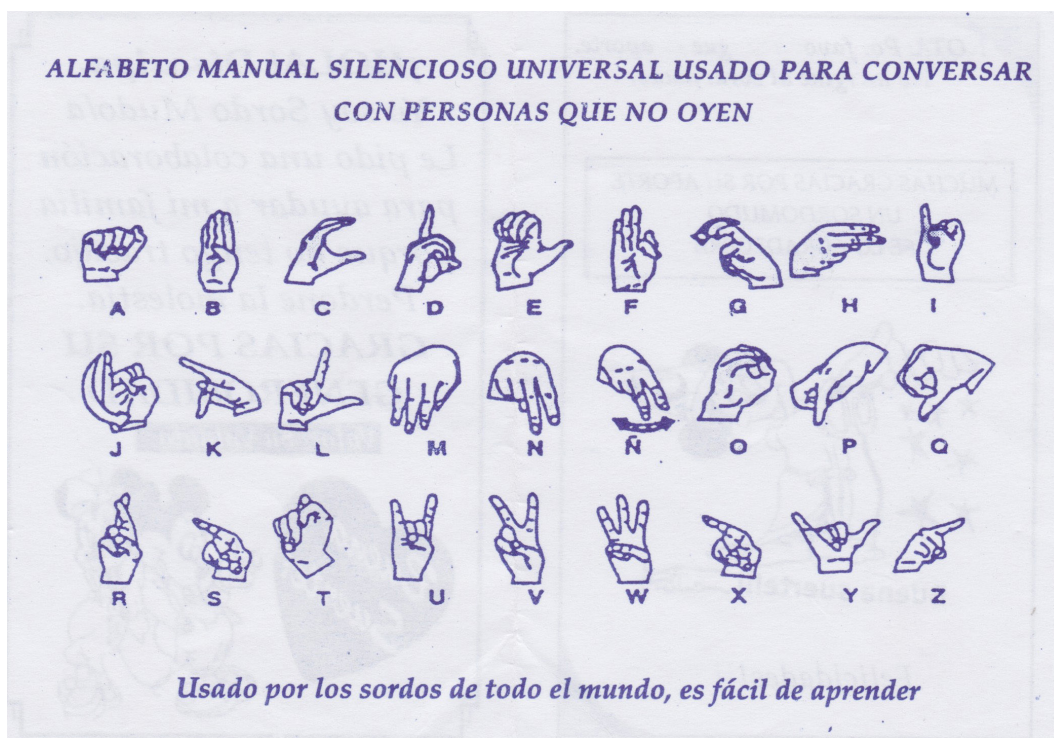 ALFABETO MANUAL SILENCIOSO UNIVERSAL USADO PARA CONVERSAR
CON PERSONAS QUE NO OYEN
A B C D E F G H I
J K L M N Ñ O P Q
R S T U V W X Y Z
Usado por los sordos de todo el mundo, es fácil de aprender